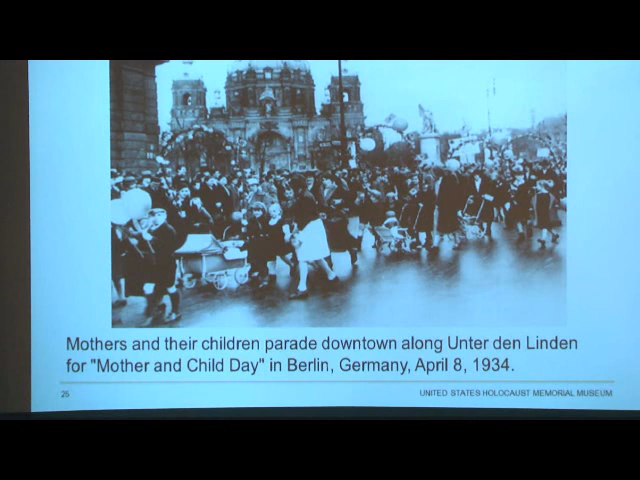 Mothers and their children parade downtown along Unter den Linden
for "Mother and Child Day" in Berlin, Germany, April 8, 1934.
25
UNITED STATES HOLOCAUST MEMORIAL MUSEUM